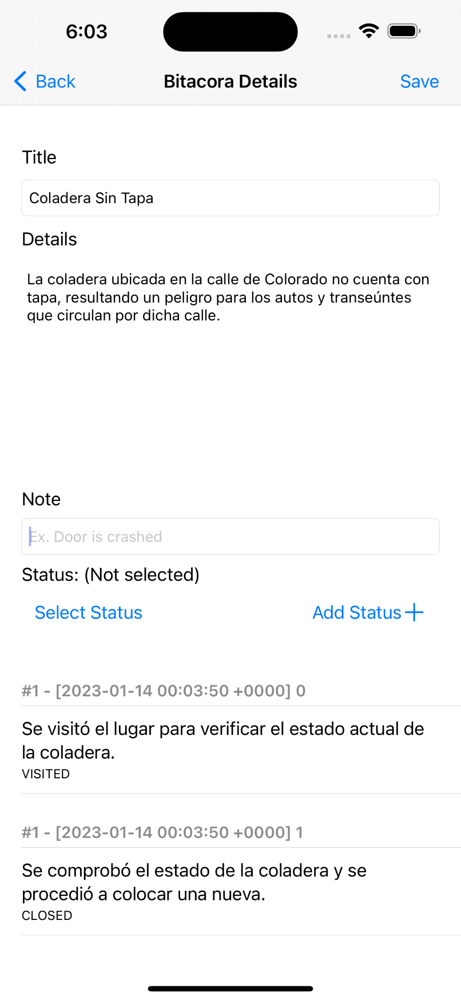 6:03
Back
Bitacora Details
Save
Title
Coladera Sin Tapa
Details
La coladera ubicada en la calle de Colorado no cuenta con
tapa, resultando un peligro para los autos y transeúntes
que circulan por dicha calle.
Note
Ex. Door is crashed
Status: (Not selected)
Select Status
Add Status
#1 - [2023-01-14 00:03:50 +0000] 0
Se visitó el lugar para verificar el estado actual de
la coladera.
VISITED
#1 - [2023-01-14 00:03:50 +0000] 1
Se comprobó el estado de la coladera y se
procedió a colocar una nueva.
CLOSED